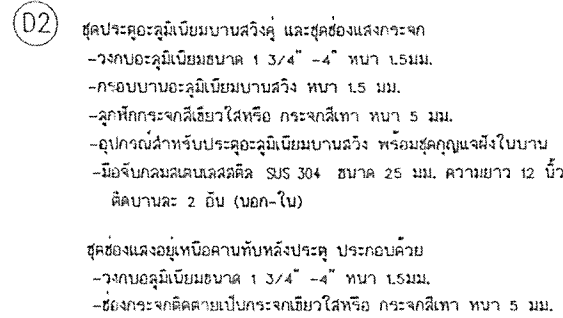 D2
ชุดประตูอะลูมิเนียมบานสวิงคู่ และชุดช่องแสงกระจก
-วงกบอะลูมิเนียมขนาด 1 3/4" -4" หนา 1.5มม.
-กรอบบานอะลูมิเนียมบานสวิง หนา 1.5 มม.
-ลูกฟักกระจกสีเขียวใสหรือ กระจกสีเทา หนา 5 มม.
-อุปกรณ์สำหรับประตูอะลูมิเนียมบานสวิง พร้อมชุดกุญแจฝังในบาน
-มือจับกลมสเตนเลสสตีล SUS 304 ขนาด 25 มม. ความยาว 12 นิ้ว
ติดบานละ 2 อัน (นอก-ใน)
ชุดช่องแสงอยู่เหนือคานทับหลังประตู ประกอบด้วย
-วงกบอลูมิเนียมขนาด 1 3/4" -4" หนา 1.5มม.
-ช่องกระจกติดตายเป็นกระจกเขียวใสหรือ กระจกสีเทา หนา 5 มม.